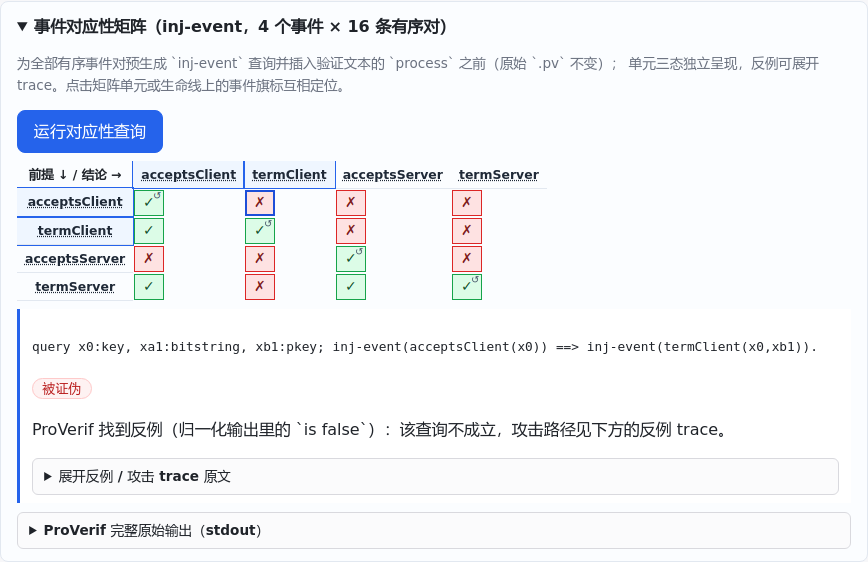 ▼ 事件对应性矩阵（inj-event，4 个事件 × 16 条有序对）
为全部有序事件对预生成 `inj-event` 查询并插入验证文本的 `process` 之前（原始 `.pv` 不变）； 单元三态独立呈现，反例可展开
trace。点击矩阵单元或生命线上的事件旗标互相定位。
运行对应性查询
前提 ↓ / 结论 → acceptsClient termClient acceptsServer termServer
acceptsClient ✓↺ ✗ ✗ ✗
termClient ✓ ✓↺ ✗ ✗
acceptsServer ✗ ✗ ✓↺ ✗
termServer ✓ ✗ ✓ ✓↺
query x0:key, xa1:bitstring, xb1:pkey; inj-event(acceptsClient(x0)) ==> inj-event(termClient(x0,xb1)).
被证伪
ProVerif 找到反例（归一化输出里的 `is false`）：该查询不成立，攻击路径见下方的反例 trace。
▶ 展开反例 / 攻击 trace 原文
▶ ProVerif 完整原始输出（stdout）